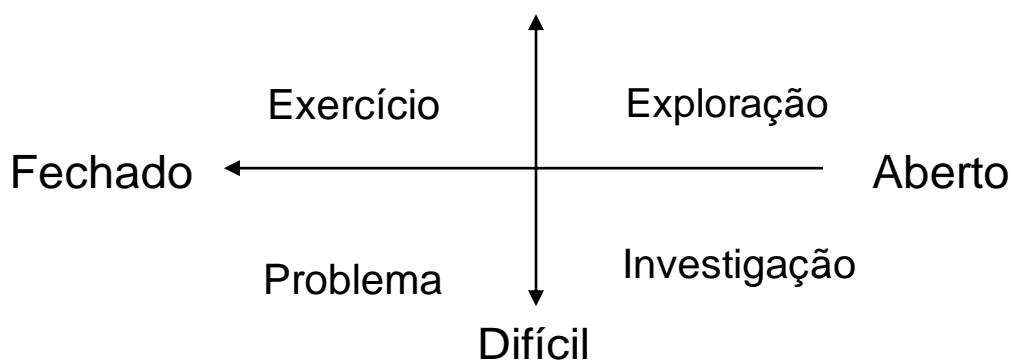 Exercício
Exploração
Fechado
Aberto
Problema
Investigação
Difícil